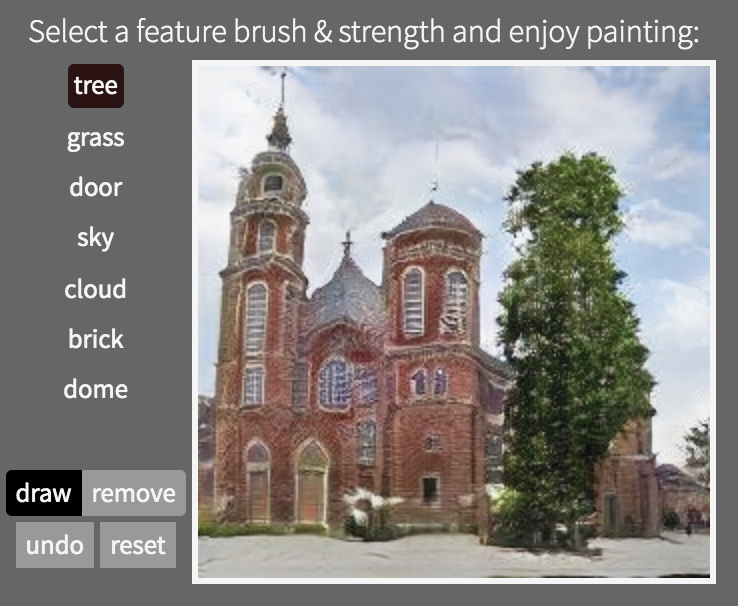 Select a feature brush & strength and enjoy painting:
tree
grass
door
sky
cloud
brick
dome
draw remove
undo reset